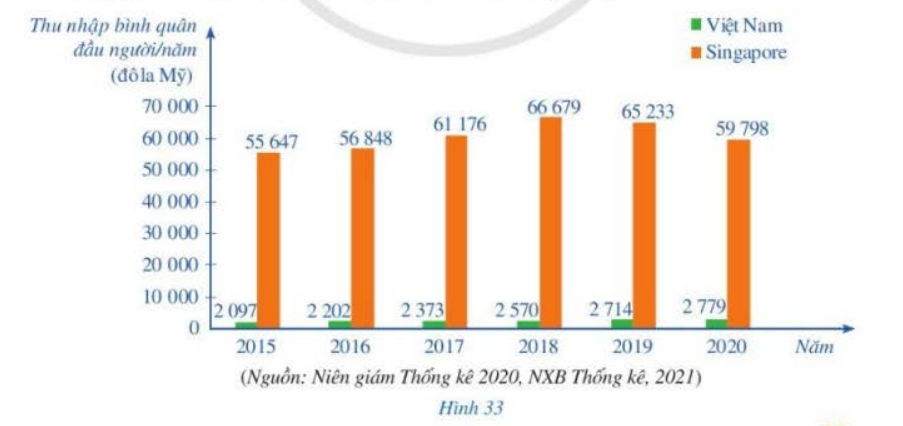 Thu nhập bình quân
đầu người/năm
(đô la Mỹ)
Việt Nam
Singapore
70 000
60 000
50 000
40 000
30 000
20 000
10 000
0
55 647
56 848
61 176
66 679
65 233
59 798
2 097
2 202
2 373
2 570
2 714
2 779
2015 2016 2017 2018 2019 2020 Năm
(Nguồn: Niên giám Thống kê 2020, NXB Thống kê, 2021)
Hình 33